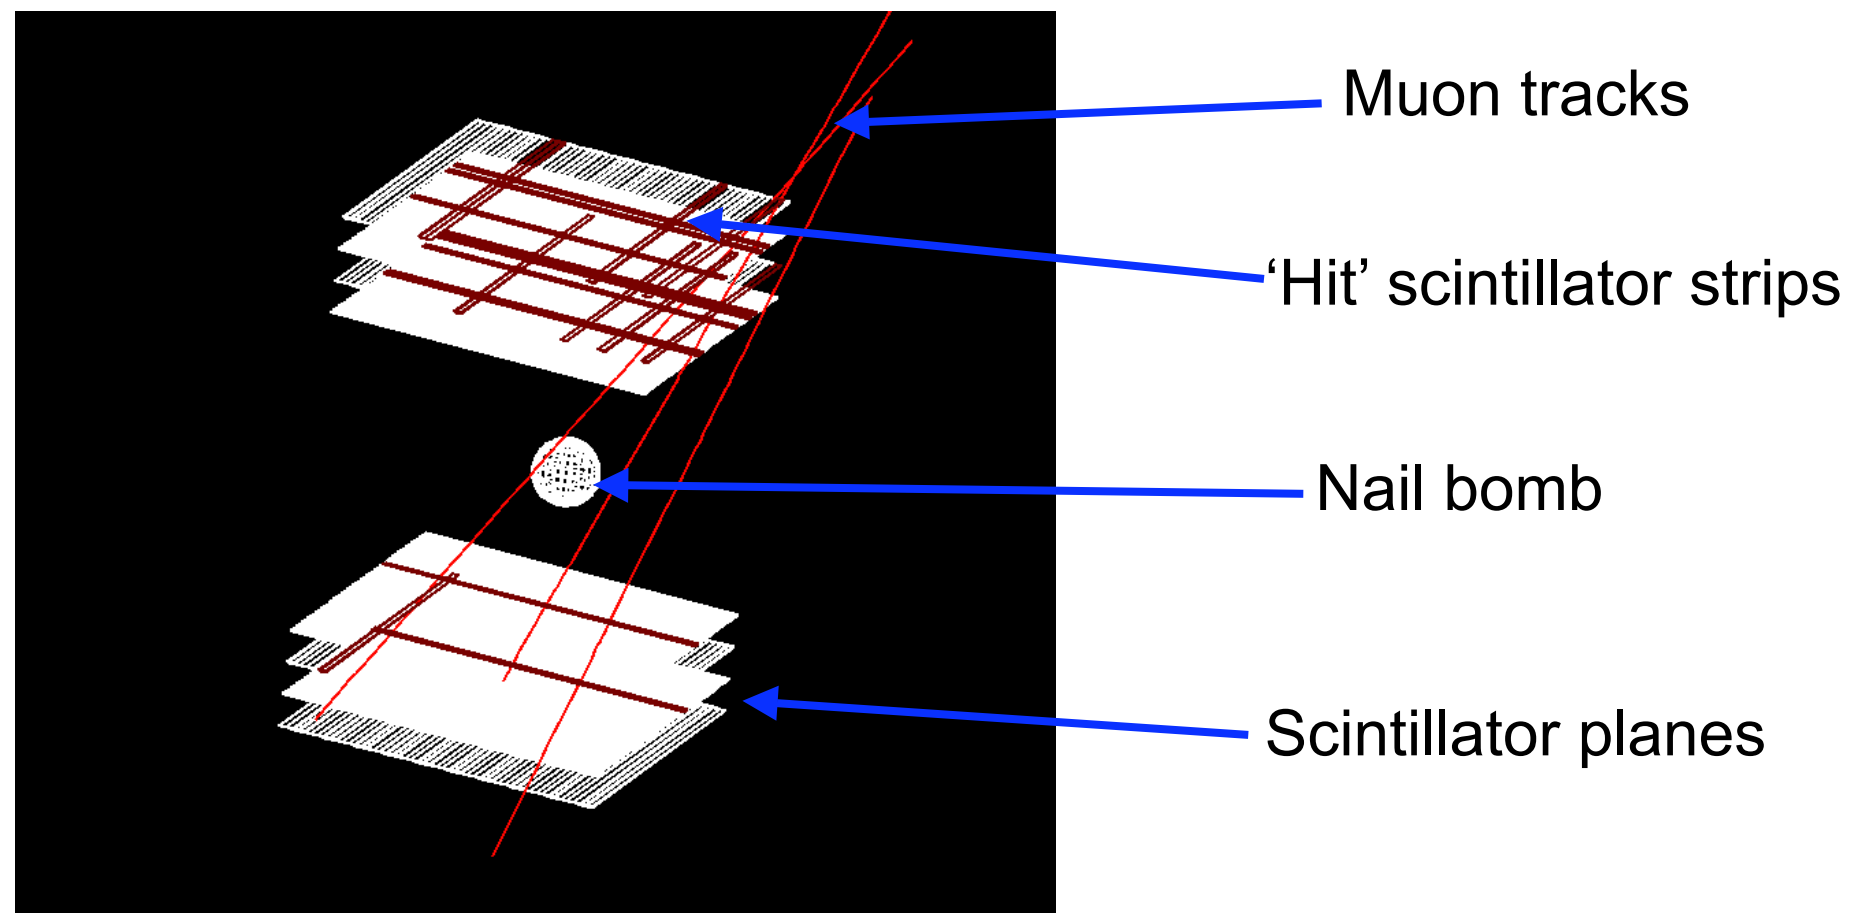 Muon tracks
‘Hit’ scintillator strips
Nail bomb
Scintillator planes